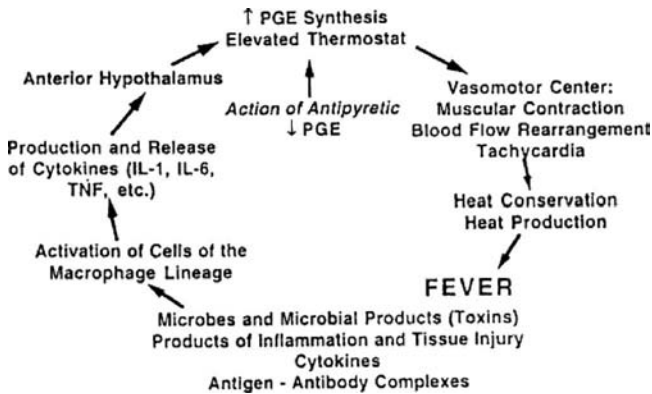 ↑ PGE Synthesis
Elevated Thermostat
Anterior Hypothalamus
Action of Antipyretic
↓ PGE
Vasomotor Center:
Muscular Contraction
Blood Flow Rearrangement
Tachycardia
Production and Release
of Cytokines (IL-1, IL-6,
TNF, etc.)
Heat Conservation
Heat Production
Activation of Cells of the
Macrophage Lineage
FEVER
Microbes and Microbial Products (Toxins)
Products of Inflammation and Tissue Injury
Cytokines
Antigen - Antibody Complexes